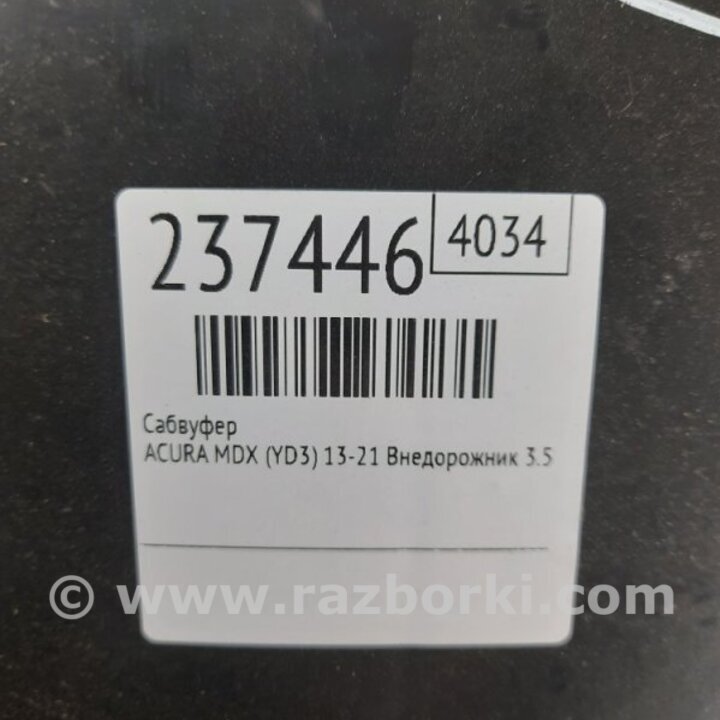 237446
4034
Сабвуфер
ACURA MDX (YD3) 13-21 Внедорожник 3.5
© www.razborki.com